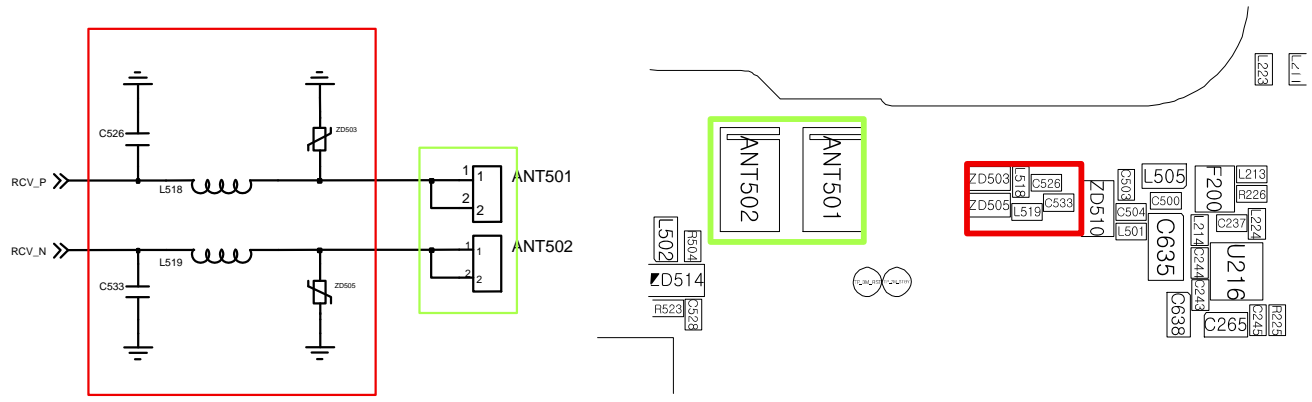 C526
ZD503
RCV_P
L518
1
1
2
2
ANT501
RCV_N
L519
1
1
2
2
ANT502
C533
ZD505
L223
L211
ANT502
ANT501
ZD503
L518
C526
ZD505
L519
C533
ZD510
C503
C504
L501
L505
C500
F200
L213
R226
C635
L214
C237
L224
C244
U216
C243
C638
C265
C245
R225
L502
R504
ZD514
R523
C528